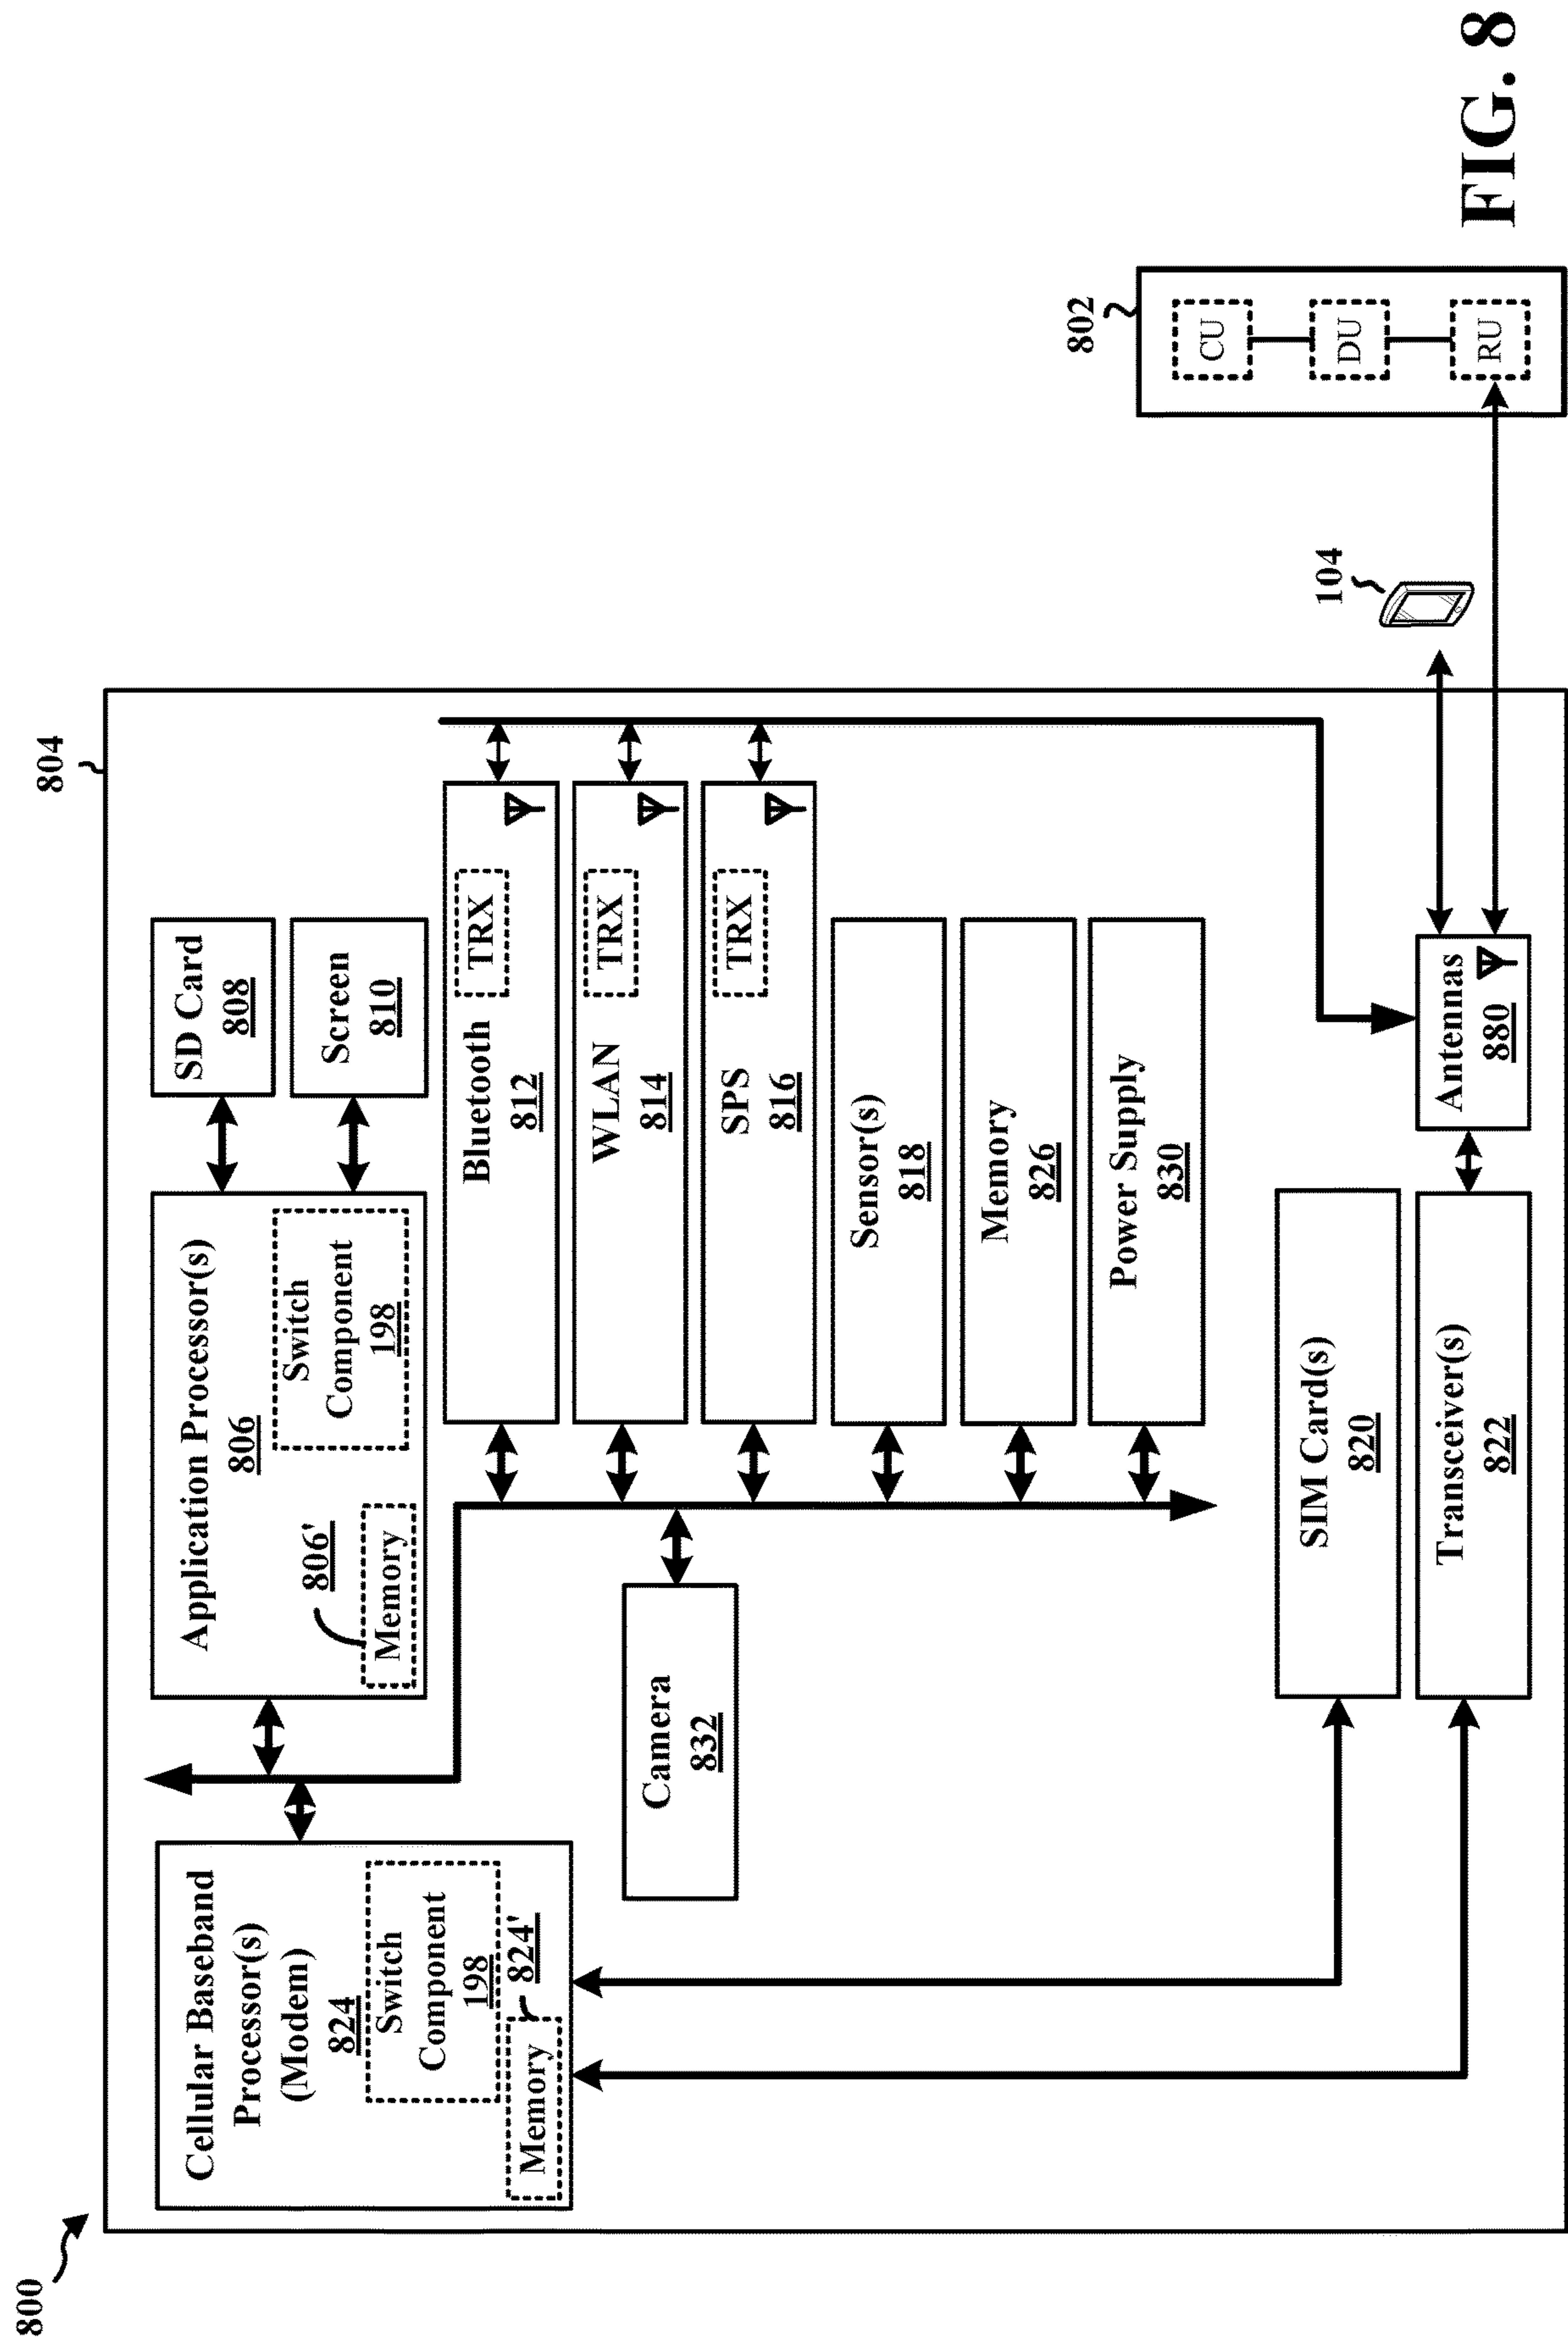 800
804
Cellular Baseband
Processor(s)
(Modem)
824
Switch
Component
198
824'
Memory
Application Processor(s)
806
Switch
Component
198
806'
Memory
SD Card
808
Screen
810
Bluetooth
812
TRX
WLAN
814
TRX
SPS
816
TRX
Camera
832
Sensor(s)
818
Memory
826
Power Supply
830
SIM Card(s)
820
Transceiver(s)
822
Antennas
880
104
802
CU
DU
RU
FIG. 8